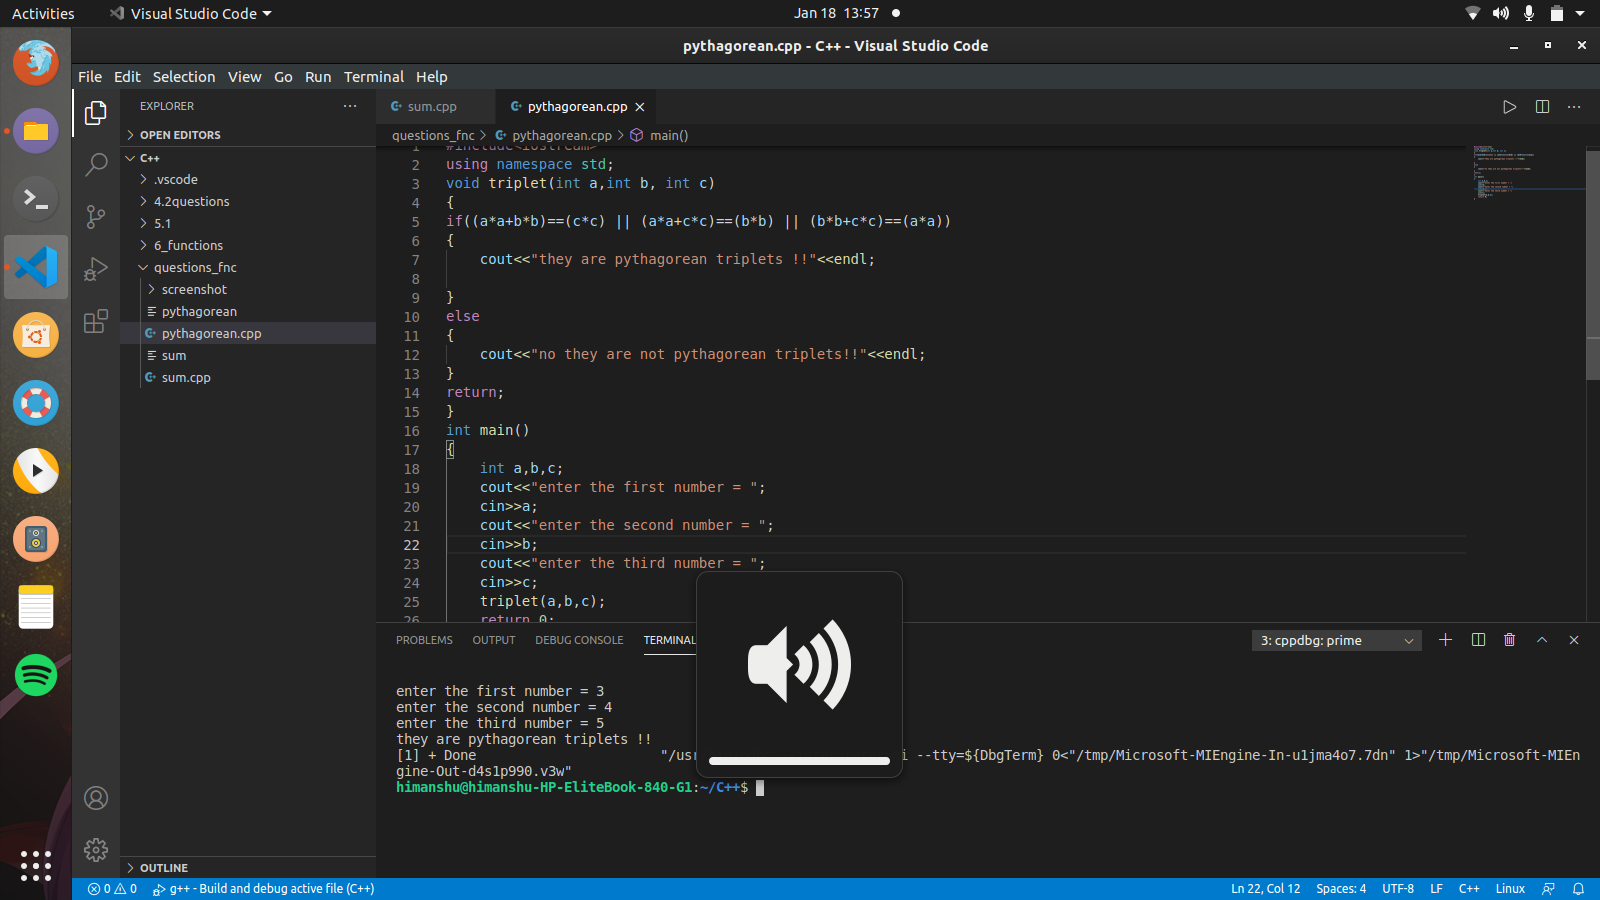 Activities
Visual Studio Code
Jan 18 13:57
pythagorean.cpp - C++ - Visual Studio Code
File Edit Selection View Go Run Terminal Help
EXPLORER
OPEN EDITORS
C++
.vscode
4.2questions
5.1
6_functions
questions_fnc
screenshot
pythagorean
pythagorean.cpp
sum
sum.cpp
OUTLINE
sum.cpp
pythagorean.cpp
questions_fnc > pythagorean.cpp > main()
1 #include<iostream>
2 using namespace std;
3 void triplet(int a,int b, int c)
4 {
5 if((a*a+b*b)==(c*c) || (a*a+c*c)==(b*b) || (b*b+c*c)==(a*a))
6 {
7 cout<<"they are pythagorean triplets !!"<<endl;
8
9 }
10 else
11 {
12 cout<<"no they are not pythagorean triplets!!"<<endl;
13 }
14 return;
15 }
16 int main()
17 {
18 int a,b,c;
19 cout<<"enter the first number = ";
20 cin>>a;
21 cout<<"enter the second number = ";
22 cin>>b;
23 cout<<"enter the third number = ";
24 cin>>c;
25 triplet(a,b,c);
26 return 0;
PROBLEMS OUTPUT DEBUG CONSOLE TERMINAL
3: cppdbg: prime
enter the first number = 3
enter the second number = 4
enter the third number = 5
they are pythagorean triplets !!
[1] + Done "/usr i --tty=${DbgTerm} 0<"/tmp/Microsoft-MIEngine-In-u1jma4o7.7dn" 1>"/tmp/Microsoft-MIEn
gine-Out-d4s1p990.v3w"
himanshu@himanshu-HP-EliteBook-840-G1:~/C++$
0 0 g++ - Build and debug active file (C++)
Ln 22, Col 12 Spaces: 4 UTF-8 LF C++ Linux